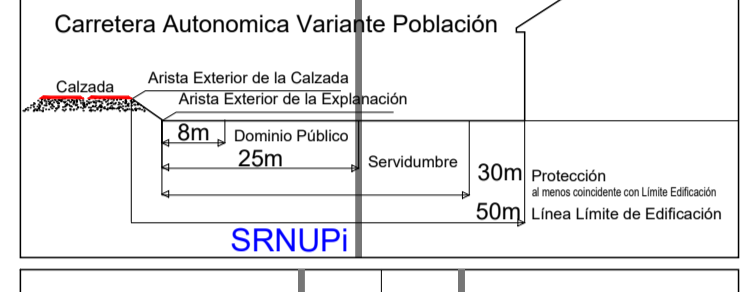 Carretera Autonomica Variante Población
Calzada
Arista Exterior de la Calzada
Arista Exterior de la Explanación
8m Dominio Público
25m Servidumbre
30m Protección
al menos coincidente con Límite Edificación
50m Línea Límite de Edificación
SRNUPi